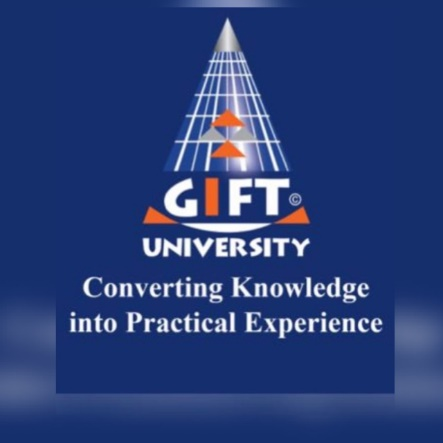 GIFT©
UNIVERSITY
Converting Knowledge
into Practical Experience